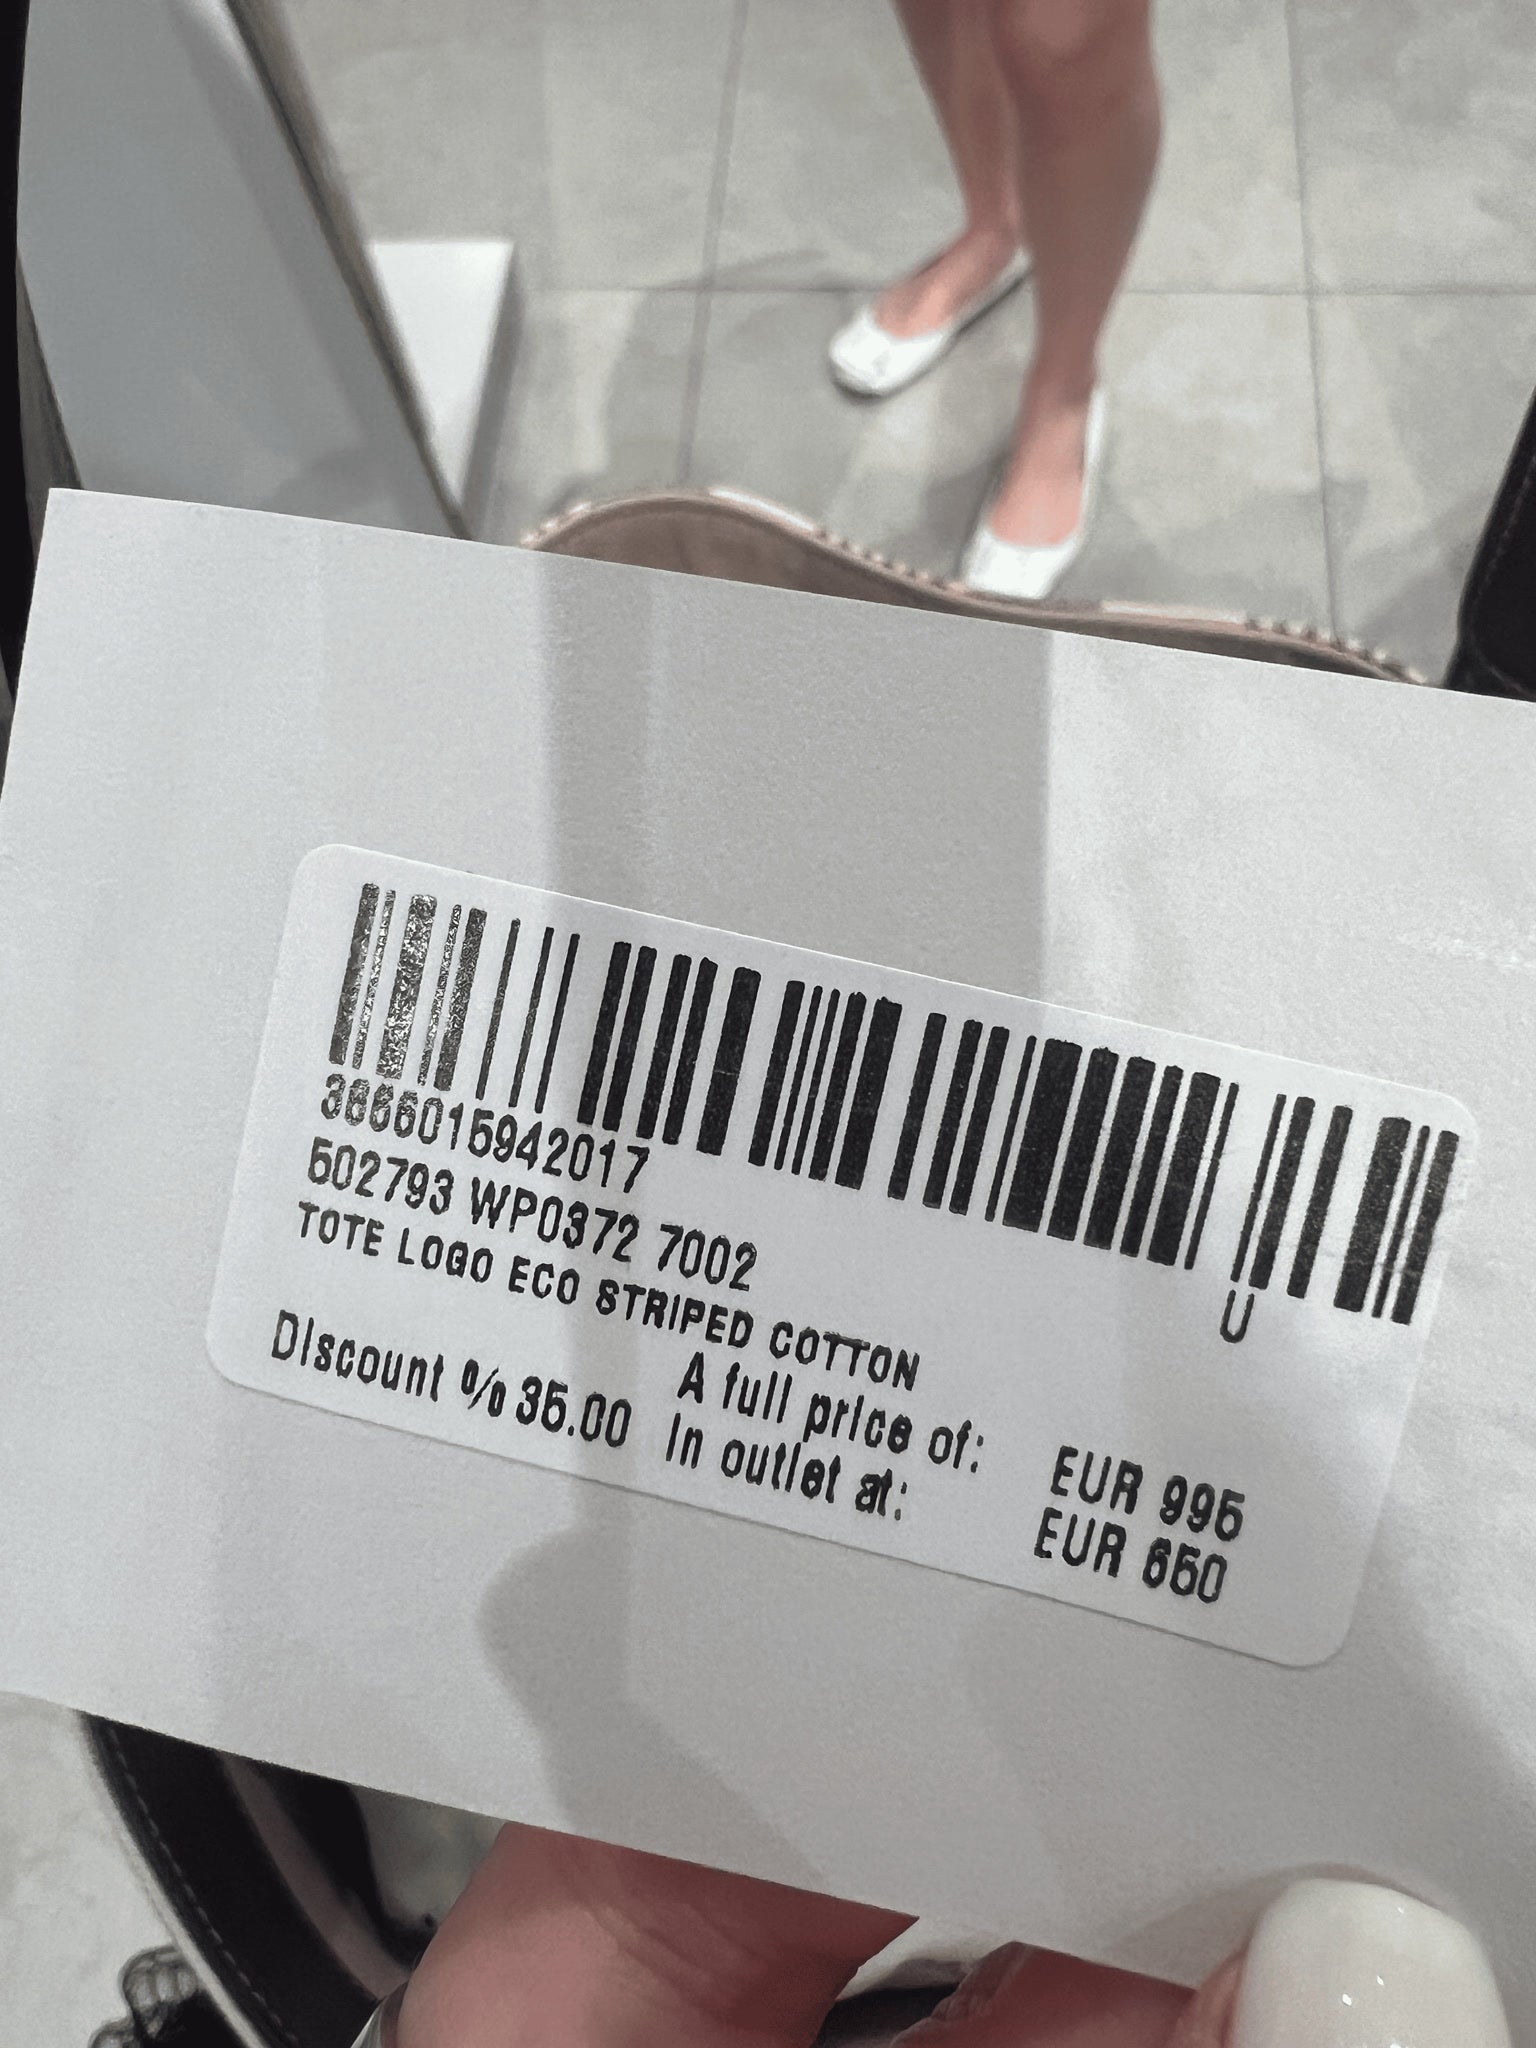 3666015942017
502793 WP0372 7002
U
TOTE LOGO ECO STRIPED COTTON
Discount % 35.00 A full price of: EUR 995
In outlet at: EUR 650